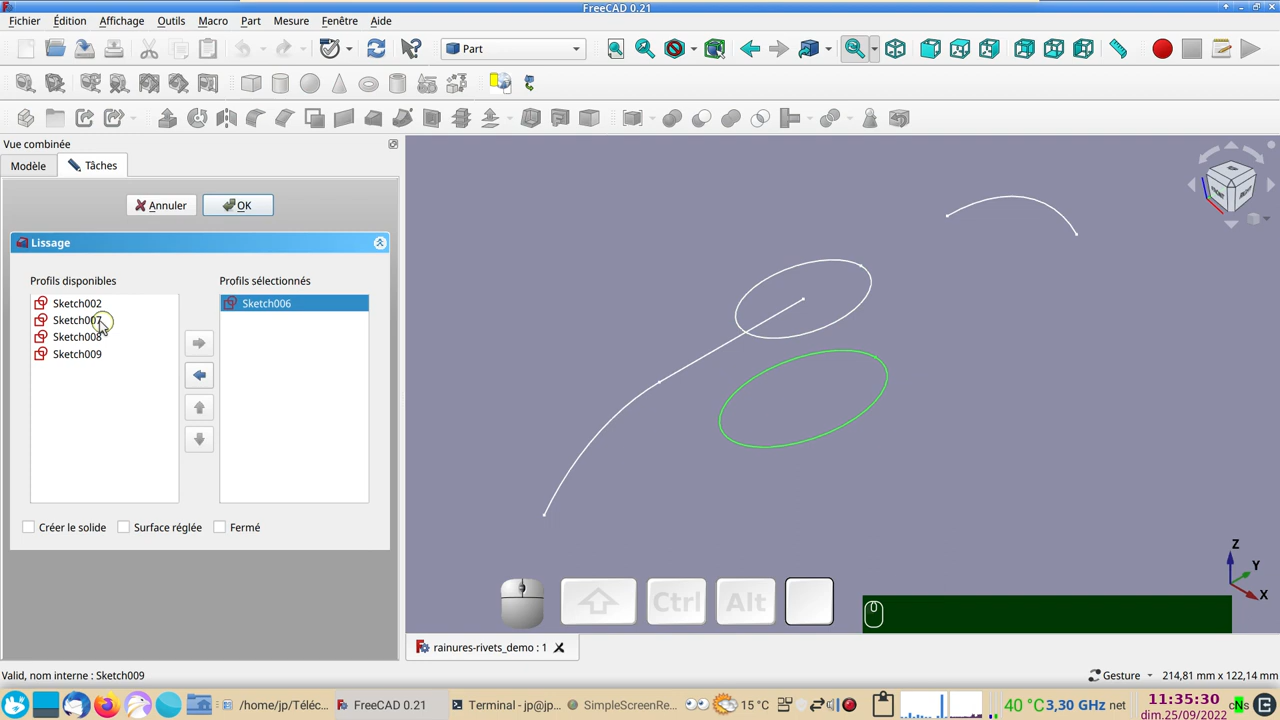 FreeCAD 0.21
Fichier Édition Affichage Outils Macro Part Mesure Fenêtre Aide
Part
Vue combinée
Modèle Tâches
Annuler OK
Lissage
Profils disponibles Profils sélectionnés
Sketch002 Sketch006
Sketch007
Sketch008
Sketch009
Créer le solide Surface réglée Fermé
Z
Y
X
Ctrl Alt
rainures-rivets_demo : 1
Valid, nom interne : Sketch009 Gesture 214,81 mm x 122,14 mm
/home/jp/Téléc... FreeCAD 0.21 Terminal - jp@jp... SimpleScreenRe... 15 °C 40 °C 3,30 GHz net 11:35:30 cNs
dim.25/09/2022